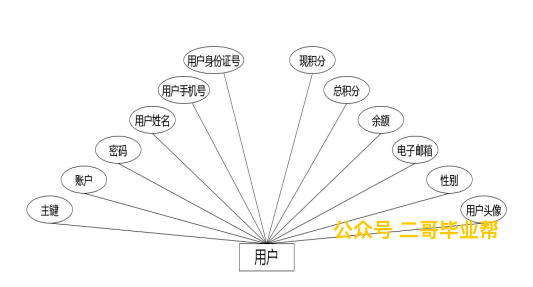 用户身份证号
现积分
用户手机号
总积分
用户姓名
余额
密码
电子邮箱
账户
性别
主键
用户头像
公众号 二哥毕业帮
用户